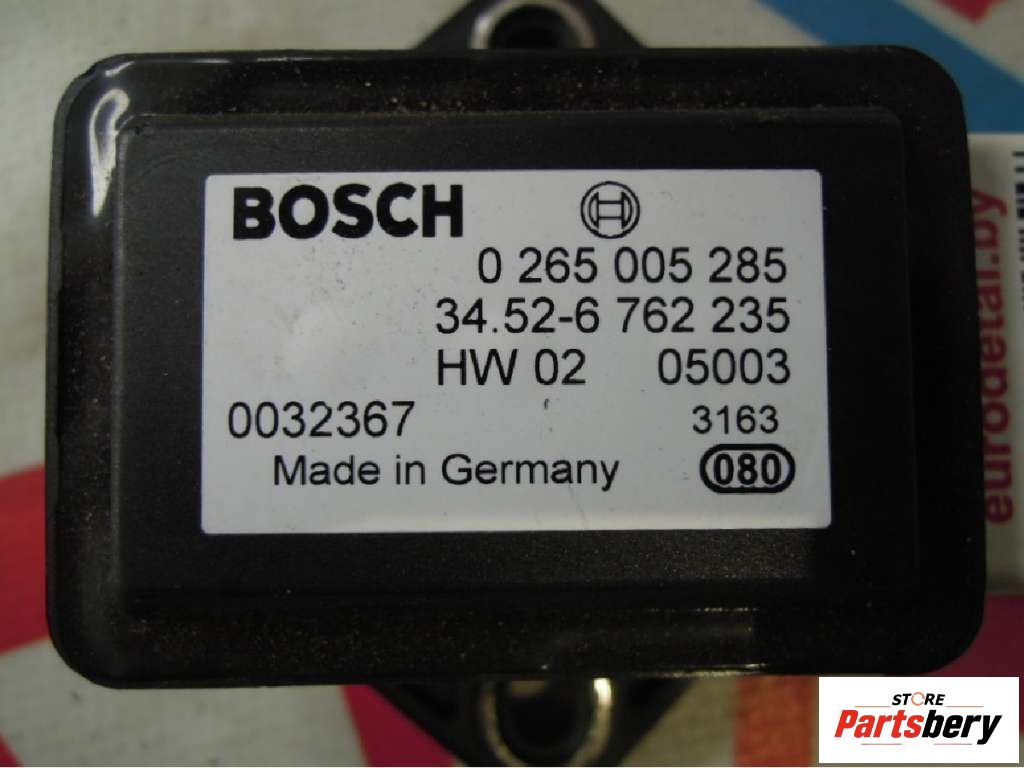 BOSCH
0 265 005 285
34.52-6 762 235
HW 02 05003
0032367 3163
Made in Germany 080
eurodetal.by
STORE
Partsbery